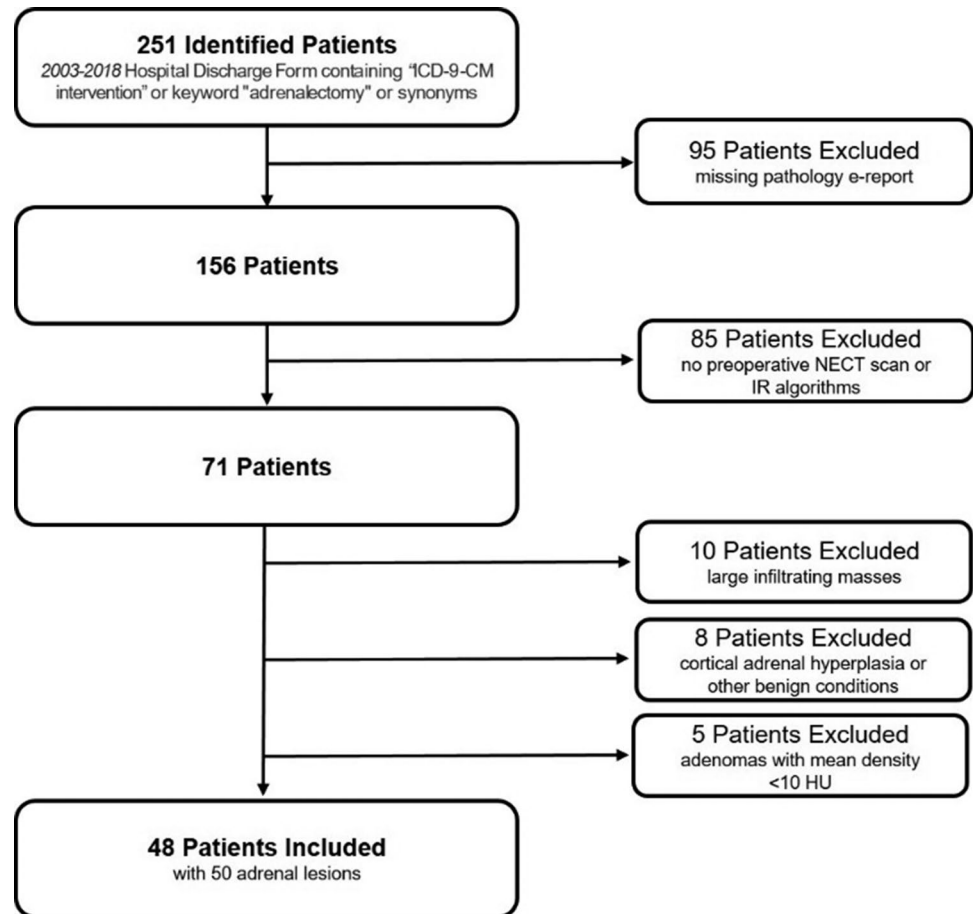 251 Identified Patients
2003-2018 Hospital Discharge Form containing “ICD-9-CM
intervention” or keyword "adrenalectomy" or synonyms
95 Patients Excluded
missing pathology e-report
156 Patients
85 Patients Excluded
no preoperative NECT scan or
IR algorithms
71 Patients
10 Patients Excluded
large infiltrating masses
8 Patients Excluded
cortical adrenal hyperplasia or
other benign conditions
5 Patients Excluded
adenomas with mean density
<10 HU
48 Patients Included
with 50 adrenal lesions